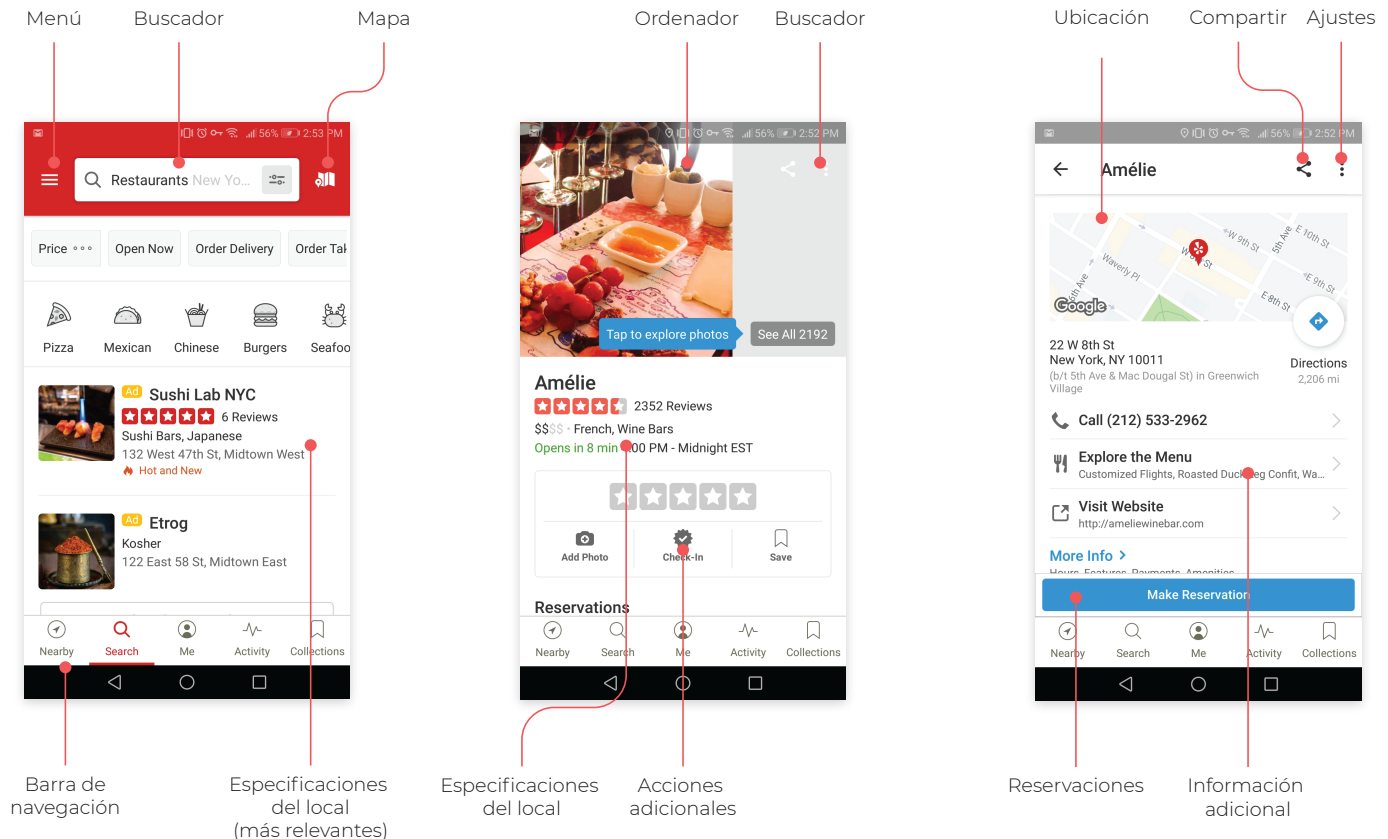 Menú
Buscador
Mapa
Ordenador
Buscador
Ubicación
Compartir
Ajustes
56%
2:53 PM
Restaurants New Yo...
Price
Open Now
Order Delivery
Order Tak
Pizza
Mexican
Chinese
Burgers
Seafoo
Ad Sushi Lab NYC
6 Reviews
Sushi Bars, Japanese
132 West 47th St, Midtown West
Hot and New
Ad Etrog
Kosher
122 East 58 St, Midtown East
Nearby
Search
Me
Activity
Collections
56%
2:52 PM
Tap to explore photos
See All 2192
Amélie
2352 Reviews
$$$$ · French, Wine Bars
Opens in 8 min :00 PM - Midnight EST
Add Photo
Check-In
Save
Reservations
Nearby
Search
Me
Activity
Collections
56%
2:52 PM
Amélie
W 9th St
5th Ave
E 10th St
Waverly Pl
W 8th St
E 9th St
6th Ave
E 8th St
Google
22 W 8th St
New York, NY 10011
(b/t 5th Ave & Mac Dougal St) in Greenwich
Village
Directions
2,206 mi
Call (212) 533-2962
Explore the Menu
Customized Flights, Roasted Duck Leg Confit, Wa...
Visit Website
http://ameliewinebar.com
More Info
Hours, Features, Payments, Amenities
Make Reservation
Nearby
Search
Me
Activity
Collections
Barra de
navegación
Especificaciones
del local
(más relevantes)
Especificaciones
del local
Acciones
adicionales
Reservaciones
Información
adicional